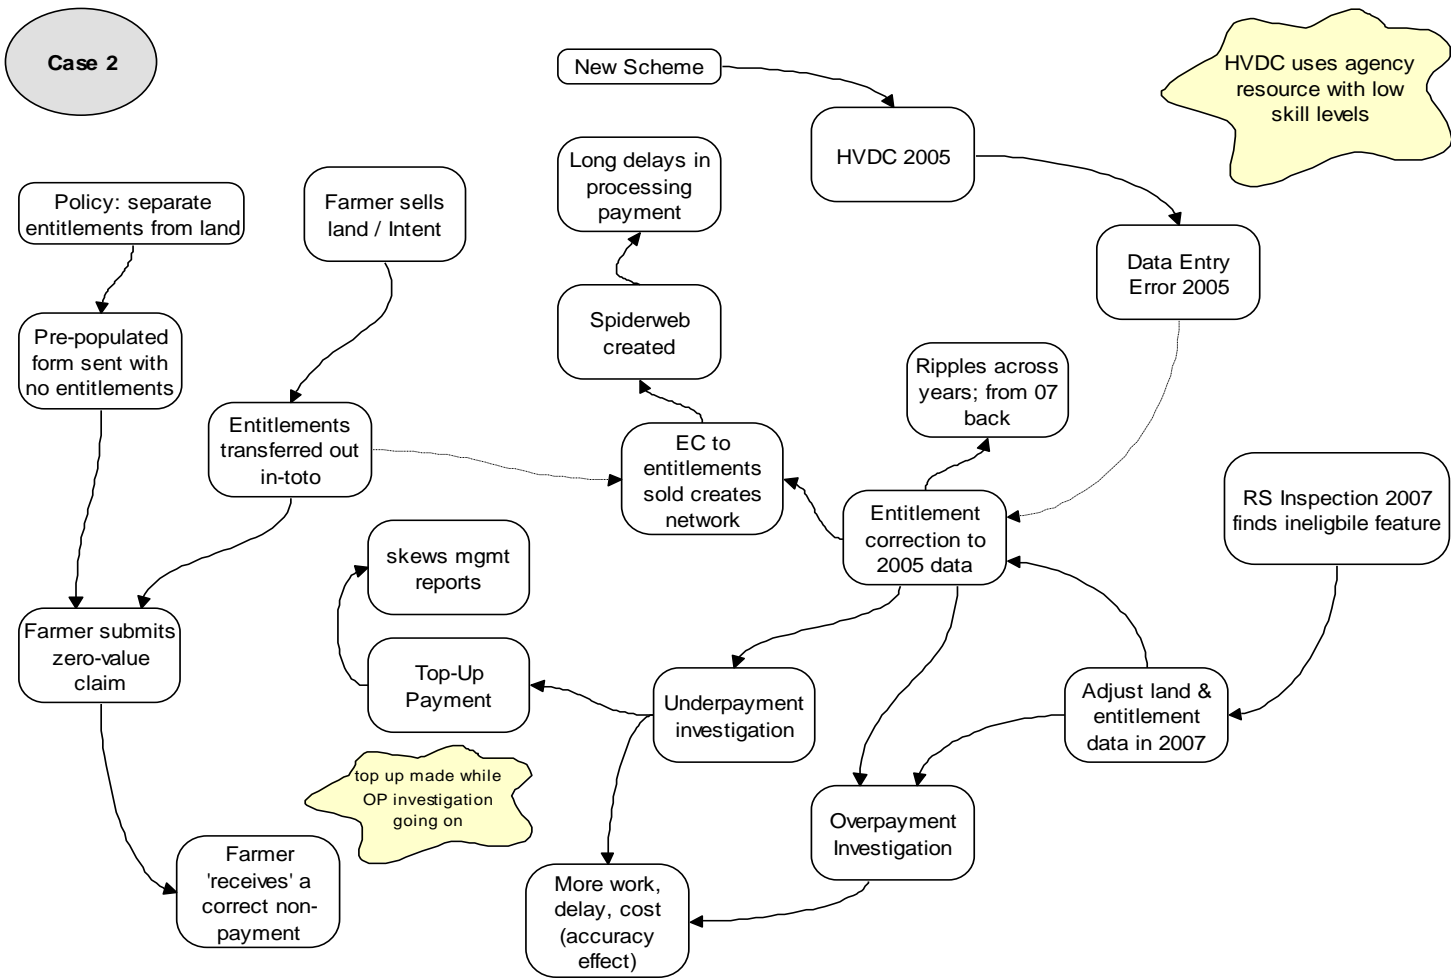 Case 2
New Scheme
HVDC uses agency
resource with low
skill levels
HVDC 2005
Long delays in
processing
payment
Policy: separate
entitlements from land
Farmer sells
land / Intent
Data Entry
Error 2005
Spiderweb
created
Pre-populated
form sent with
no entitlements
Ripples across
years; from 07
back
Entitlements
transferred out
in-toto
EC to
entitlements
sold creates
network
RS Inspection 2007
finds ineligbile feature
Entitlement
correction to
2005 data
skews mgmt
reports
Farmer submits
zero-value
claim
Top-Up
Payment
Underpayment
investigation
Adjust land &
entitlement
data in 2007
top up made while
OP investigation
going on
Overpayment
Investigation
Farmer
'receives' a
correct non-
payment
More work,
delay, cost
(accuracy
effect)